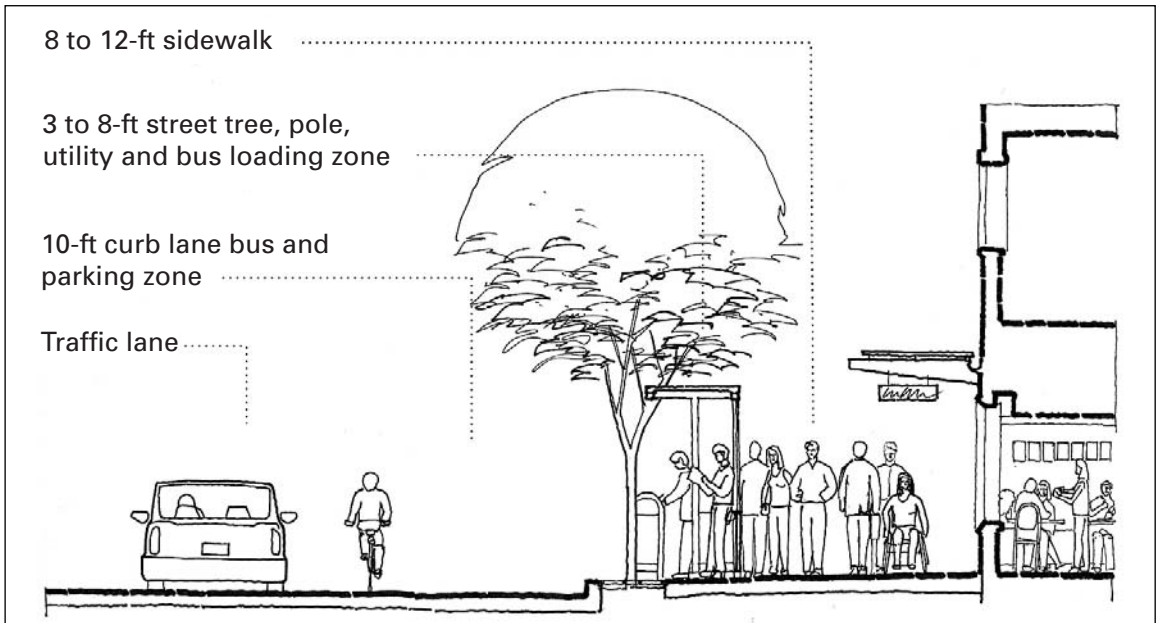 8 to 12-ft sidewalk
3 to 8-ft street tree, pole,
utility and bus loading zone
10-ft curb lane bus and
parking zone
Traffic lane